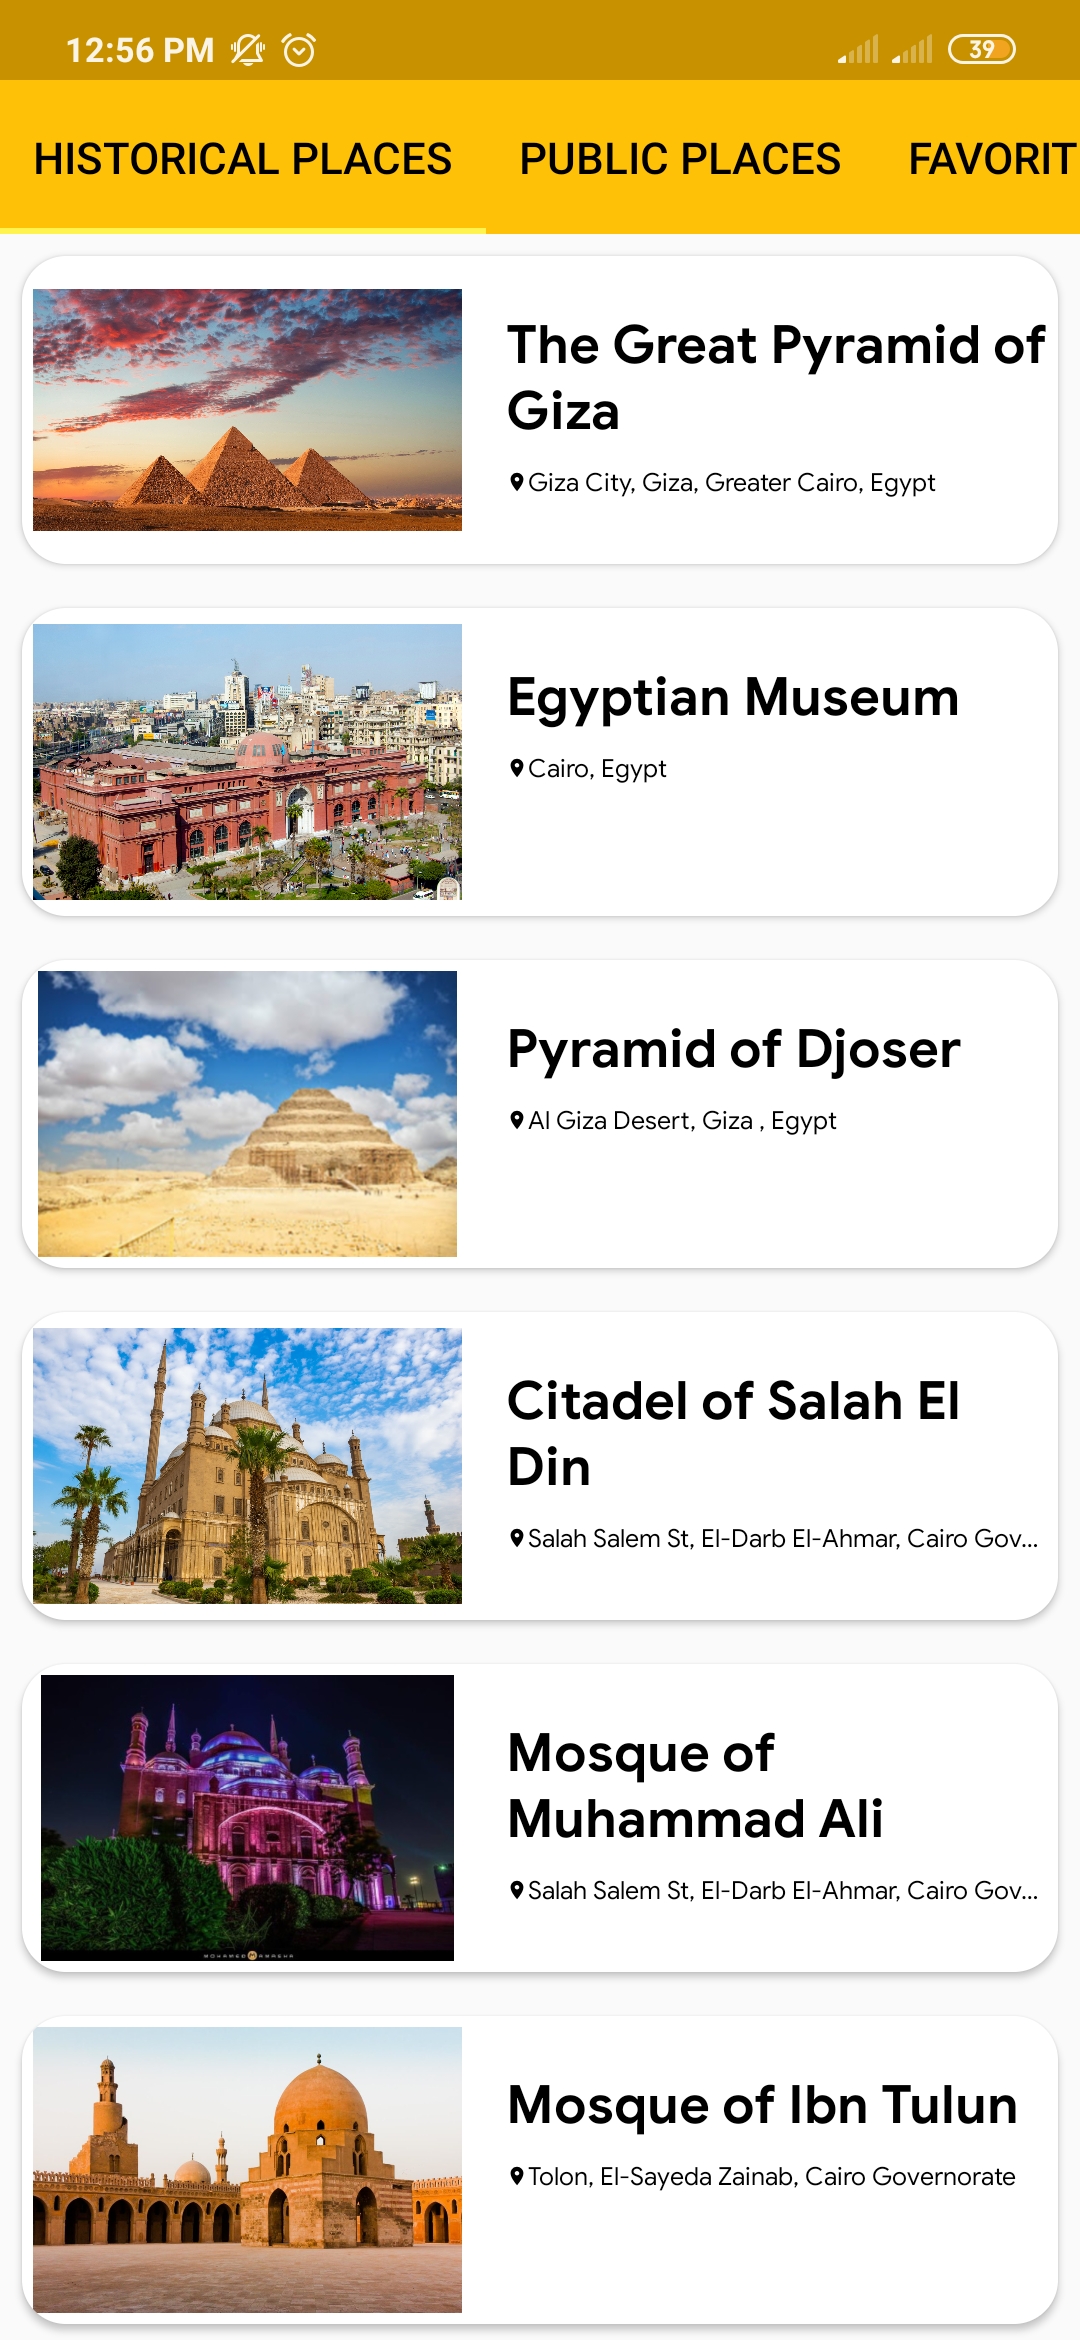 12:56 PM
39
HISTORICAL PLACES
PUBLIC PLACES
FAVORIT
The Great Pyramid of
Giza
Giza City, Giza, Greater Cairo, Egypt
Egyptian Museum
Cairo, Egypt
Pyramid of Djoser
Al Giza Desert, Giza , Egypt
Citadel of Salah El
Din
Salah Salem St, El-Darb El-Ahmar, Cairo Gov...
Mosque of
Muhammad Ali
Salah Salem St, El-Darb El-Ahmar, Cairo Gov...
Mosque of Ibn Tulun
Tolon, El-Sayeda Zainab, Cairo Governorate